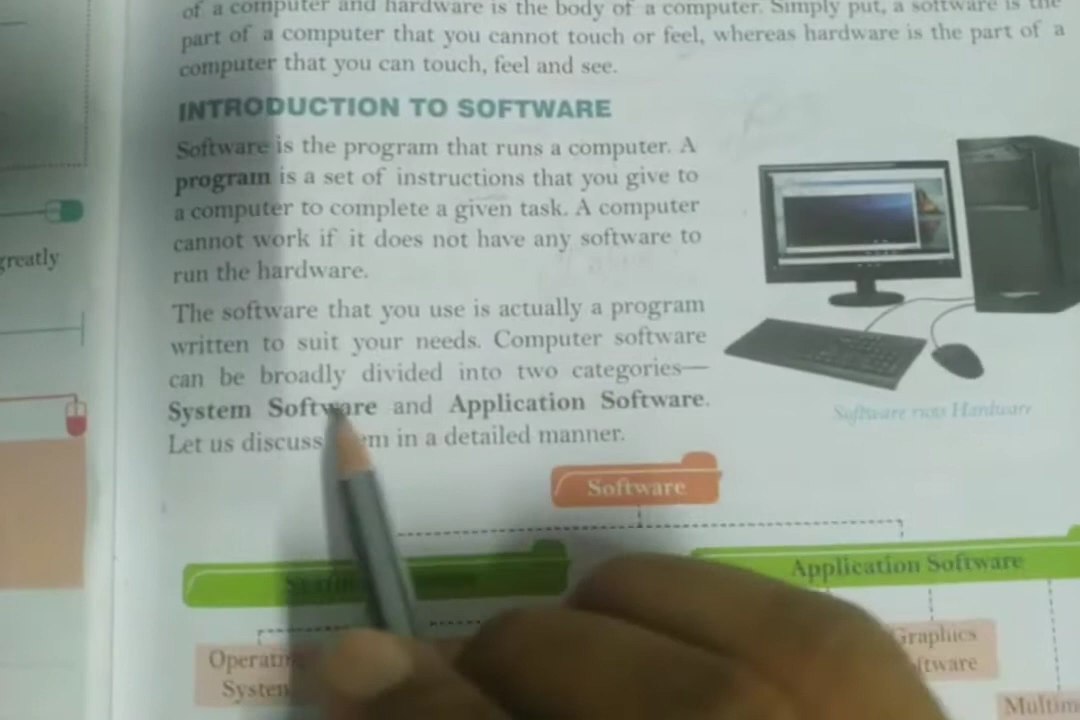 of a computer and hardware is the body of a computer. Simply put, a software is the
part of a computer that you cannot touch or feel, whereas hardware is the part of a
computer that you can touch, feel and see.
INTRODUCTION TO SOFTWARE
Software is the program that runs a computer. A
program is a set of instructions that you give to
a computer to complete a given task. A computer
cannot work if it does not have any software to
run the hardware.
greatly
The software that you use is actually a program
written to suit your needs. Computer software
can be broadly divided into two categories—
System Software and Application Software.
Let us discuss in a detailed manner.
Software runs Hardware
Software
Application Software
Graphics
System